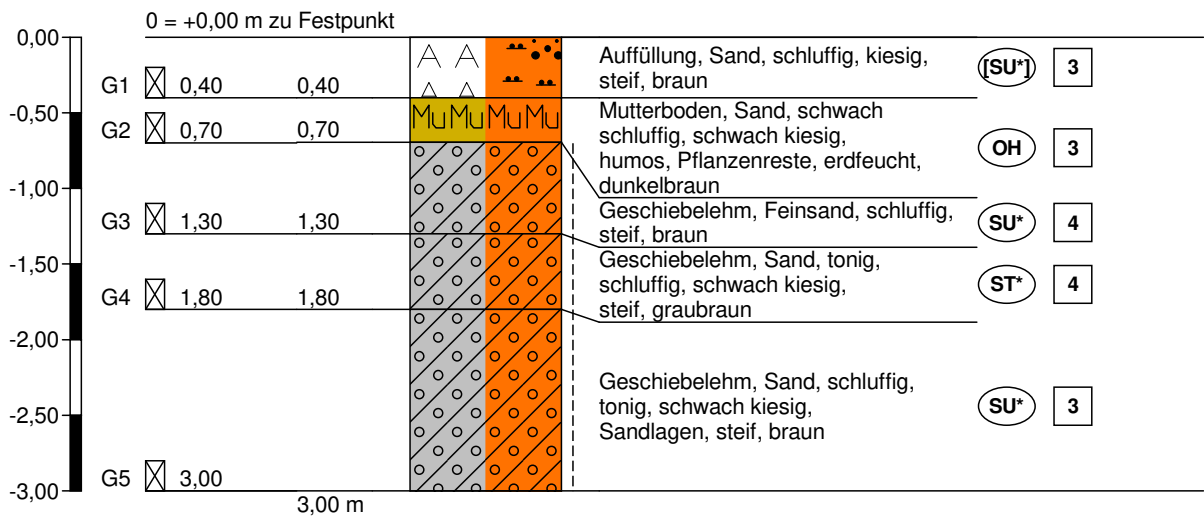 0 = +0,00 m zu Festpunkt
0,00
Auffüllung, Sand, schluffig, kiesig,
steif, braun
[SU*] 3
A A
A A
G1 0,40 0,40
-0,50
Mu Mu Mu Mu
G2 0,70 0,70
Mutterboden, Sand, schwach
schluffig, schwach kiesig,
humos, Pflanzenreste, erdfeucht,
dunkelbraun
OH 3
-1,00
G3 1,30 1,30
Geschiebelehm, Feinsand, schluffig,
steif, braun
SU* 4
-1,50
G4 1,80 1,80
Geschiebelehm, Sand, tonig,
schluffig, schwach kiesig,
steif, graubraun
ST* 4
-2,00
Geschiebelehm, Sand, schluffig,
tonig, schwach kiesig,
Sandlagen, steif, braun
SU* 3
-2,50
G5 3,00
-3,00
3,00 m